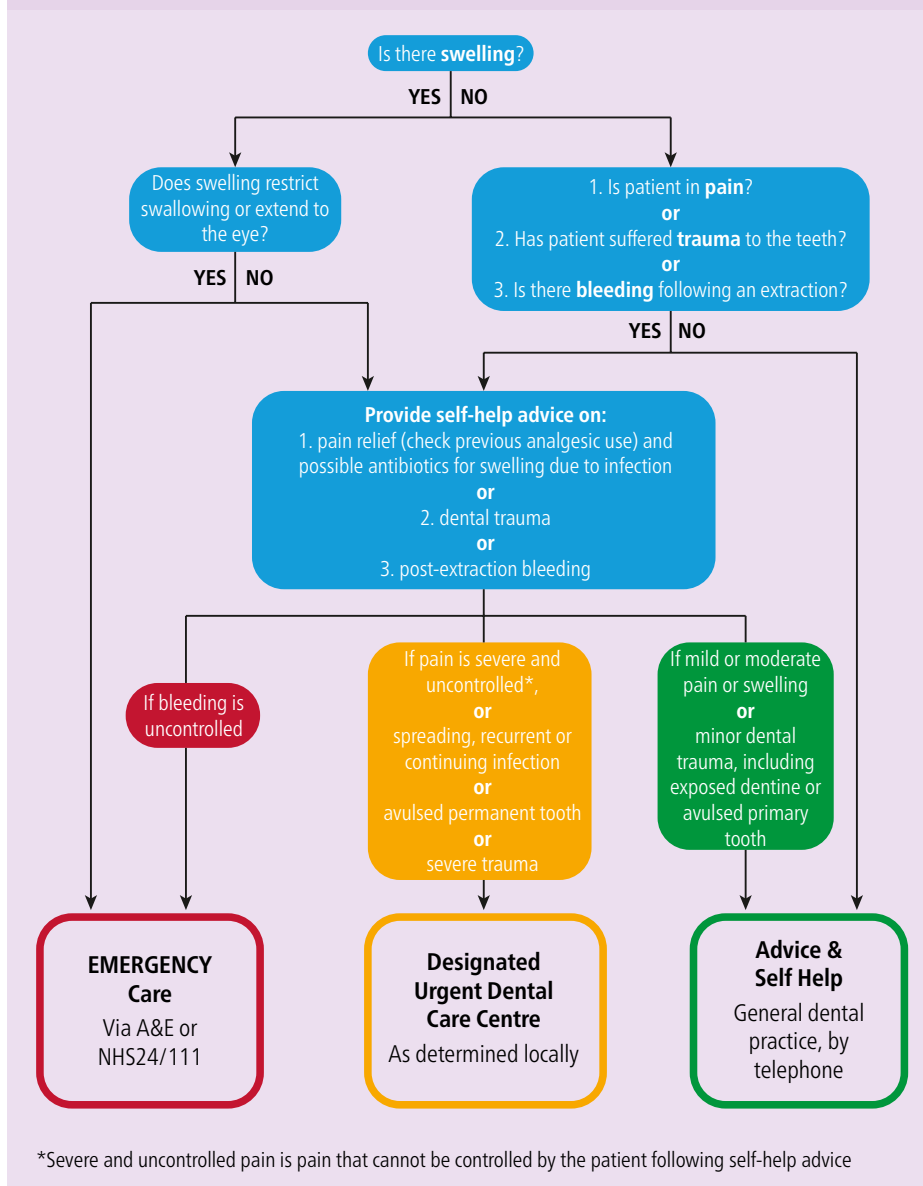 Is there swelling?
YES NO
Does swelling restrict
swallowing or extend to
the eye?
1. Is patient in pain?
or
2. Has patient suffered trauma to the teeth?
or
3. Is there bleeding following an extraction?
YES NO
YES NO
Provide self-help advice on:
1. pain relief (check previous analgesic use) and
possible antibiotics for swelling due to infection
or
2. dental trauma
or
3. post-extraction bleeding
If bleeding is
uncontrolled
If pain is severe and
uncontrolled*,
or
spreading, recurrent or
continuing infection
or
avulsed permanent tooth
or
severe trauma
If mild or moderate
pain or swelling
or
minor dental
trauma, including
exposed dentine or
avulsed primary
tooth
EMERGENCY
Care
Via A&E or
NHS24/111
Designated
Urgent Dental
Care Centre
As determined locally
Advice &
Self Help
General dental
practice, by
telephone
*Severe and uncontrolled pain is pain that cannot be controlled by the patient following self-help advice